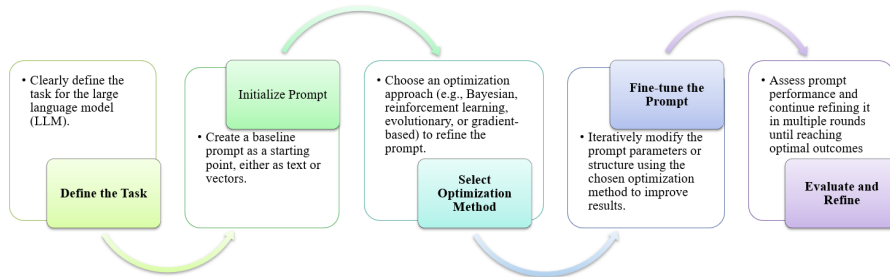 • Clearly define the
task for the large
language model
(LLM).
Define the Task
Initialize Prompt
• Create a baseline
prompt as a starting
point, either as text or
vectors.
• Choose an optimization
approach (e.g., Bayesian,
reinforcement learning,
evolutionary, or gradient-
based) to refine the
prompt.
Select
Optimization
Method
Fine-tune the
Prompt
• Iteratively modify the
prompt parameters or
structure using the
chosen optimization
method to improve
results.
• Assess prompt
performance and
continue refining it
in multiple rounds
until reaching
optimal outcomes
Evaluate and
Refine